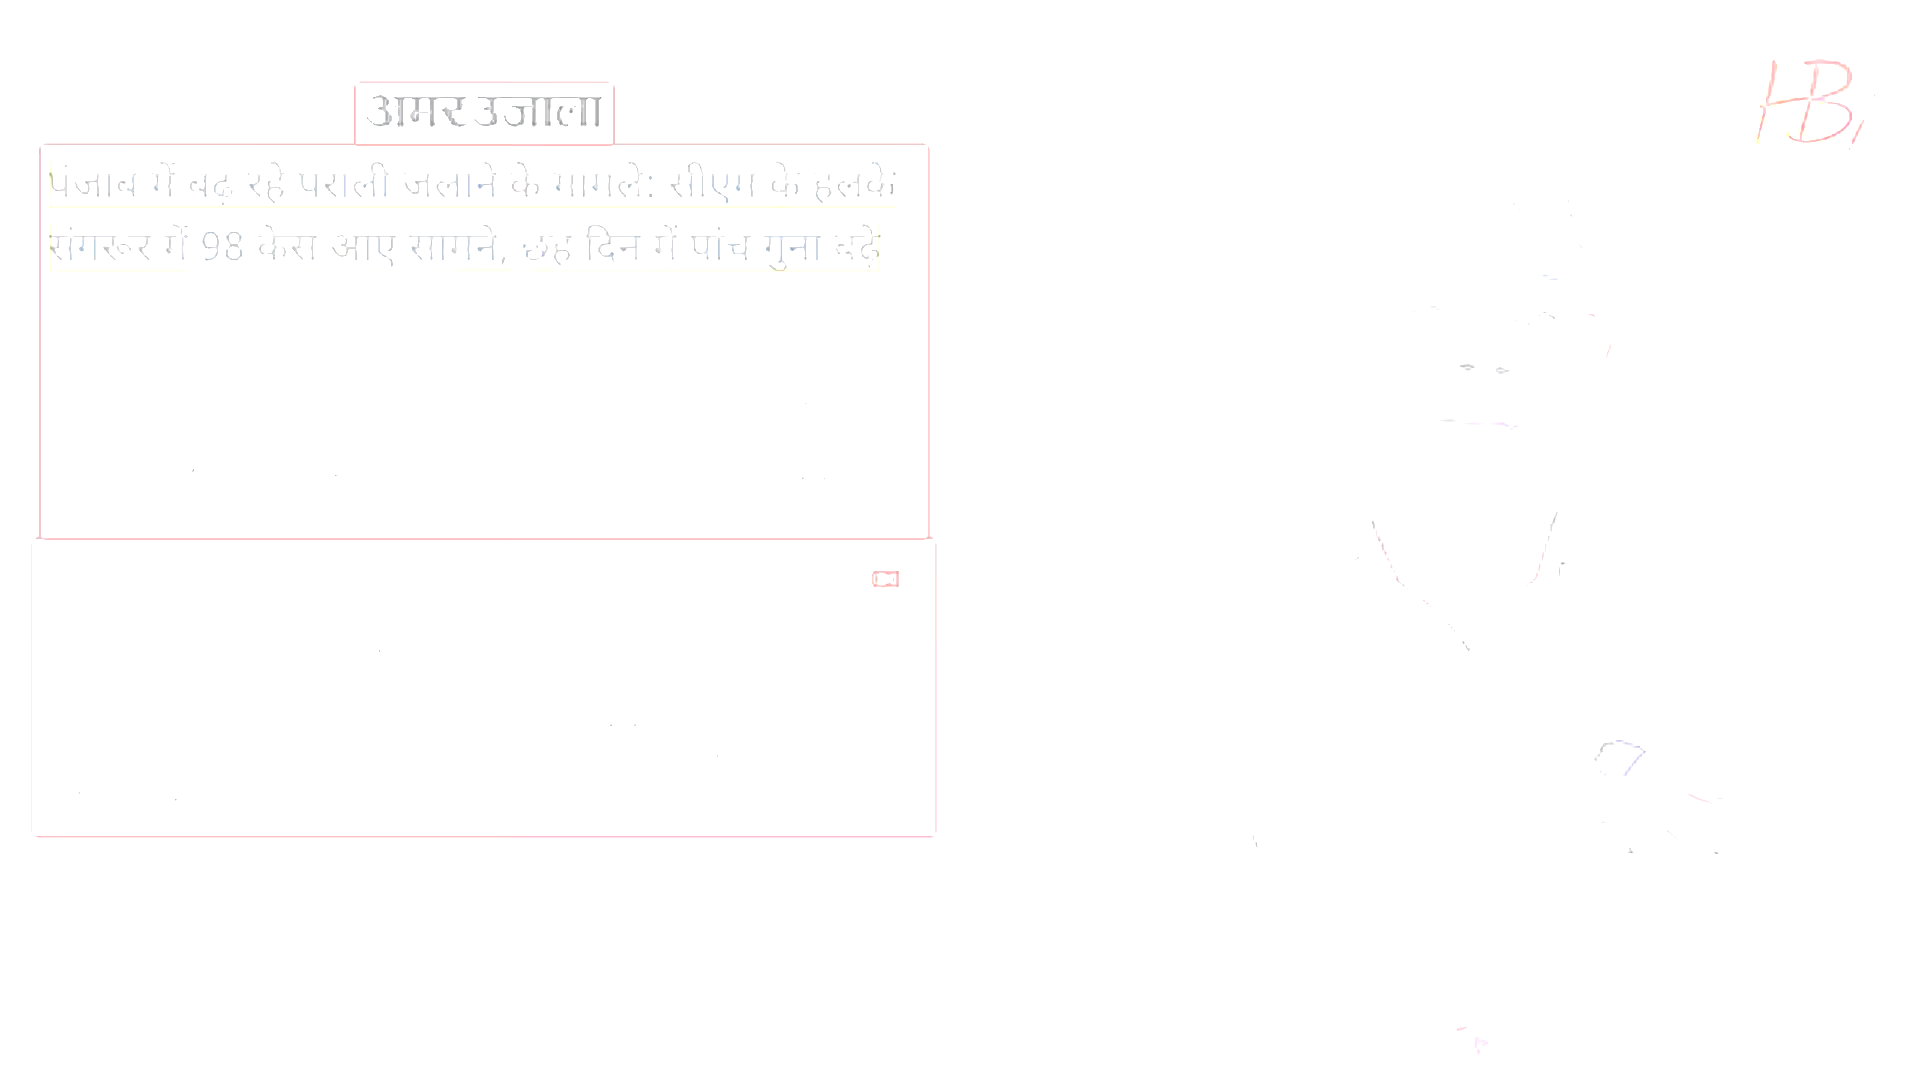 अमर उजाला
पंजाब में बढ़ रहे पराली जलाने के मामले: सीएम के हलके
संगरूर में 98 केस आए सामने, छह दिन में पांच गुना बढ़े